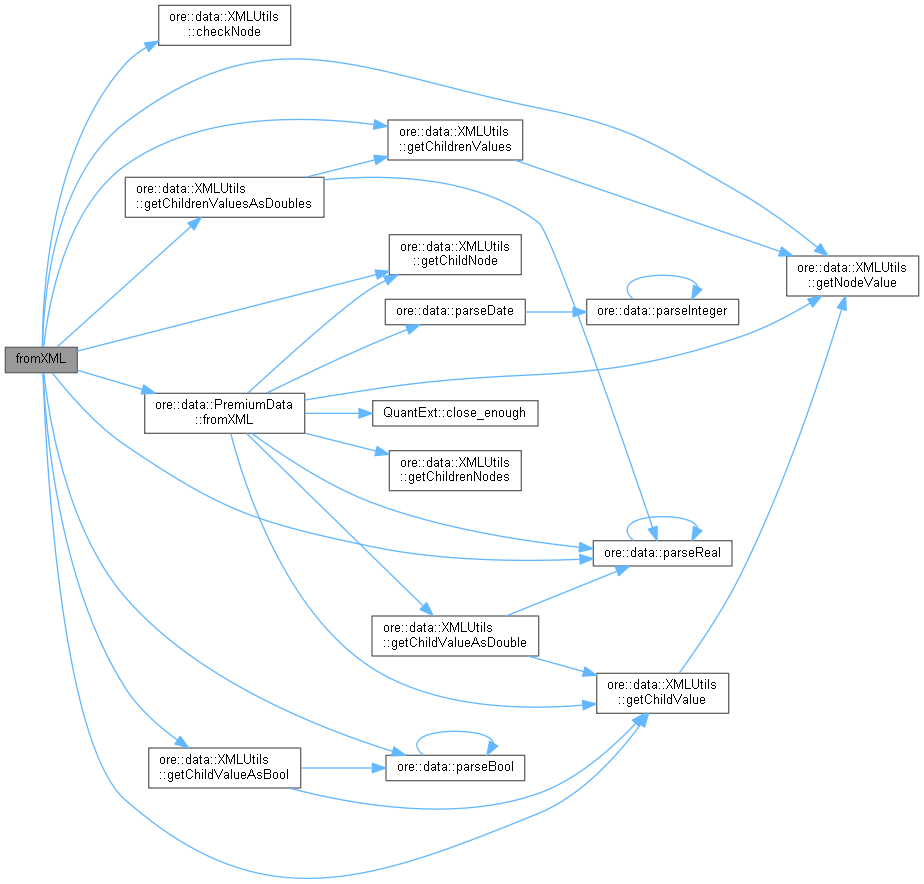 ore::data::XMLUtils
::checkNode
ore::data::XMLUtils
::getChildrenValues
ore::data::XMLUtils
::getChildrenValuesAsDoubles
ore::data::XMLUtils
::getChildNode
ore::data::XMLUtils
::getNodeValue
ore::data::parseDate
ore::data::parseInteger
fromXML
ore::data::PremiumData
::fromXML
QuantExt::close_enough
ore::data::XMLUtils
::getChildrenNodes
ore::data::parseReal
ore::data::XMLUtils
::getChildValueAsDouble
ore::data::XMLUtils
::getChildValue
ore::data::XMLUtils
::getChildValueAsBool
ore::data::parseBool